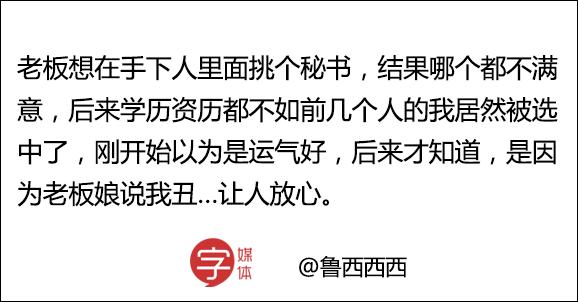 老板想在手下人里面挑个秘书，结果哪个都不满
意，后来学历资历都不如前几个人的我居然被选
中了，刚开始以为是运气好，后来才知道，是因
为老板娘说我丑...让人放心。
字媒体 @鲁西西西